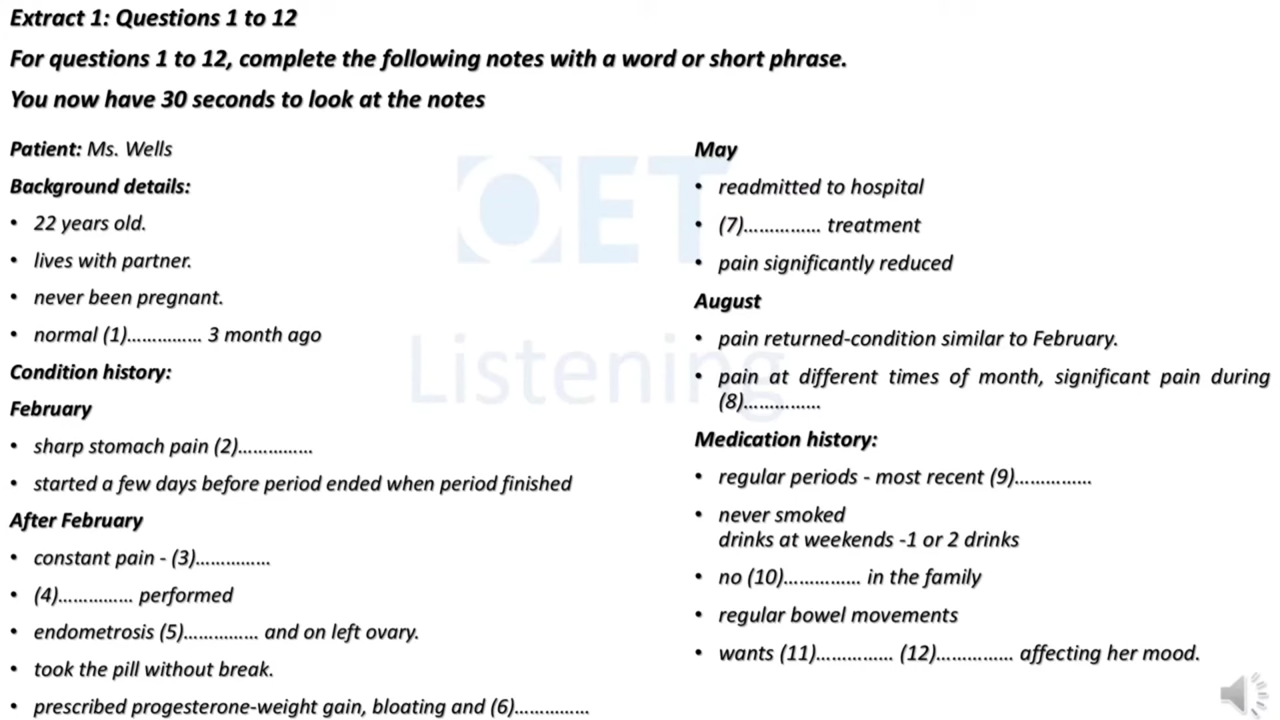 Extract 1: Questions 1 to 12
For questions 1 to 12, complete the following notes with a word or short phrase.
You now have 30 seconds to look at the notes
OET
Listening
Patient: Ms. Wells
Background details:
• 22 years old.
• lives with partner.
• never been pregnant.
• normal (1)…………… 3 month ago
Condition history:
February
• sharp stomach pain (2)……………
• started a few days before period ended when period finished
After February
• constant pain - (3)……………
• (4)…………… performed
• endometrosis (5)…………… and on left ovary.
• took the pill without break.
• prescribed progesterone-weight gain, bloating and (6)……………
May
• readmitted to hospital
• (7)…………… treatment
• pain significantly reduced
August
• pain returned-condition similar to February.
• pain at different times of month, significant pain during
(8)……………
Medication history:
• regular periods - most recent (9)……………
• never smoked
drinks at weekends -1 or 2 drinks
• no (10)…………… in the family
• regular bowel movements
• wants (11)…………… (12)…………… affecting her mood.